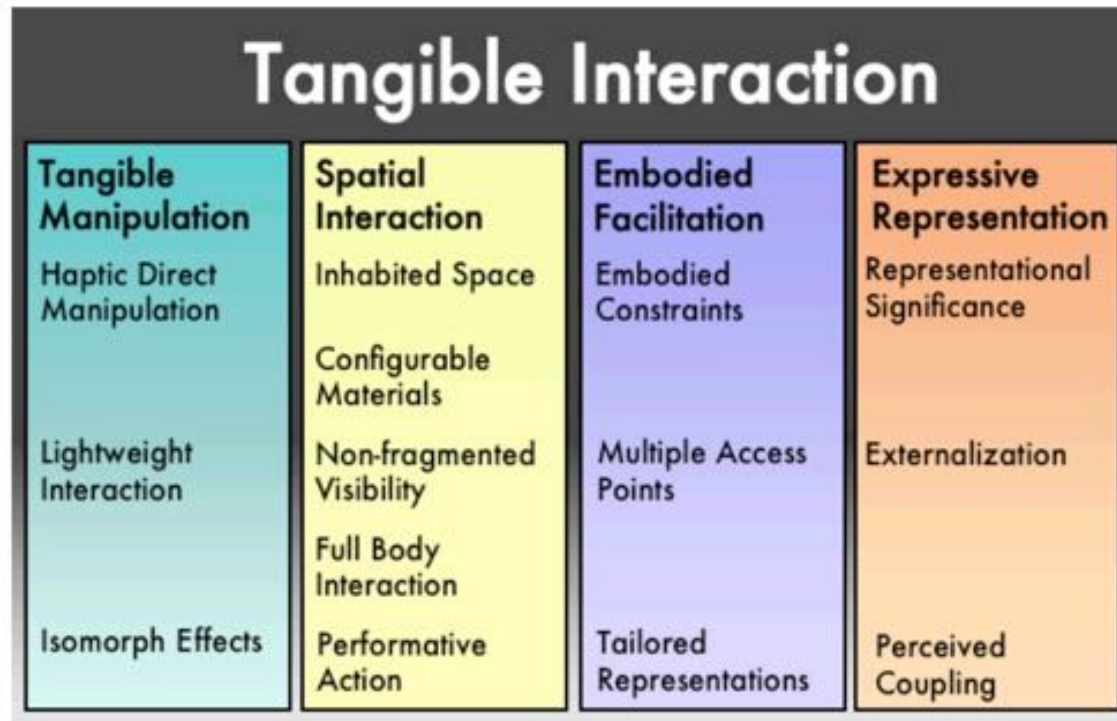 Tangible Interaction
Tangible
Manipulation
Haptic Direct
Manipulation
Lightweight
Interaction
Isomorph Effects
Spatial
Interaction
Inhabited Space
Configurable
Materials
Non-fragmented
Visibility
Full Body
Interaction
Performative
Action
Embodied
Facilitation
Embodied
Constraints
Multiple Access
Points
Tailored
Representations
Expressive
Representation
Representational
Significance
Externalization
Perceived
Coupling